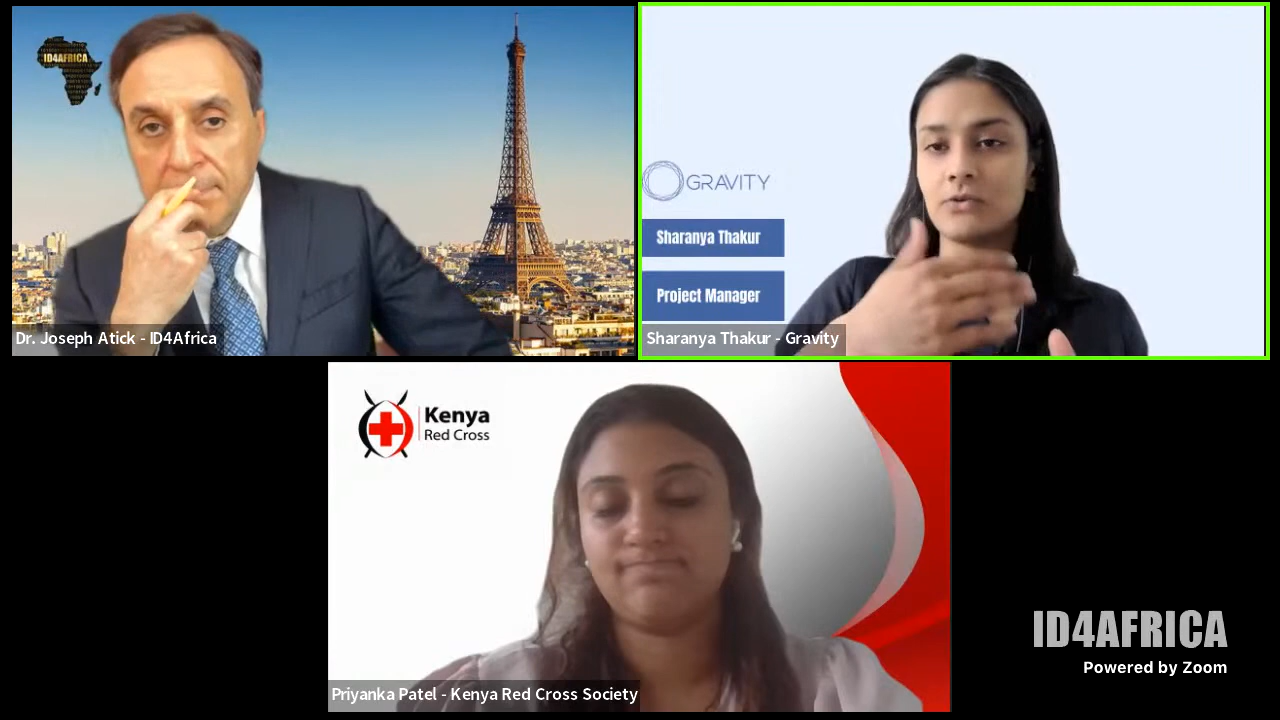 ID4AFRICA
Dr. Joseph Atick - ID4Africa
GRAVITY
Sharanya Thakur
Project Manager
Sharanya Thakur - Gravity
Kenya
Red Cross
Priyanka Patel - Kenya Red Cross Society
ID4AFRICA
Powered by Zoom